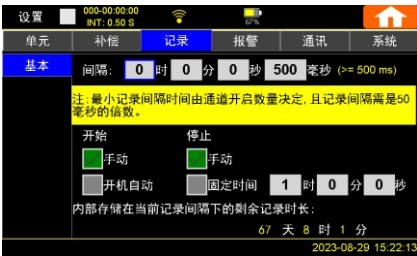 设置 000-00:00:00 INT: 0.50 S 67%
单元 补偿 记录 报警 通讯 系统
基本
间隔: 0 时 0 分 0 秒 500 毫秒 (>= 500 ms)
注:最小记录间隔时间由通道开启数量决定, 且记录间隔需是50
毫秒的倍数。
开始 停止
手动 手动
开机自动 固定时间 1 时 0 分 0 秒
内部存储在当前记录间隔下的剩余记录时长:
67 天 8 时 1 分
2023-08-29 15:22:13